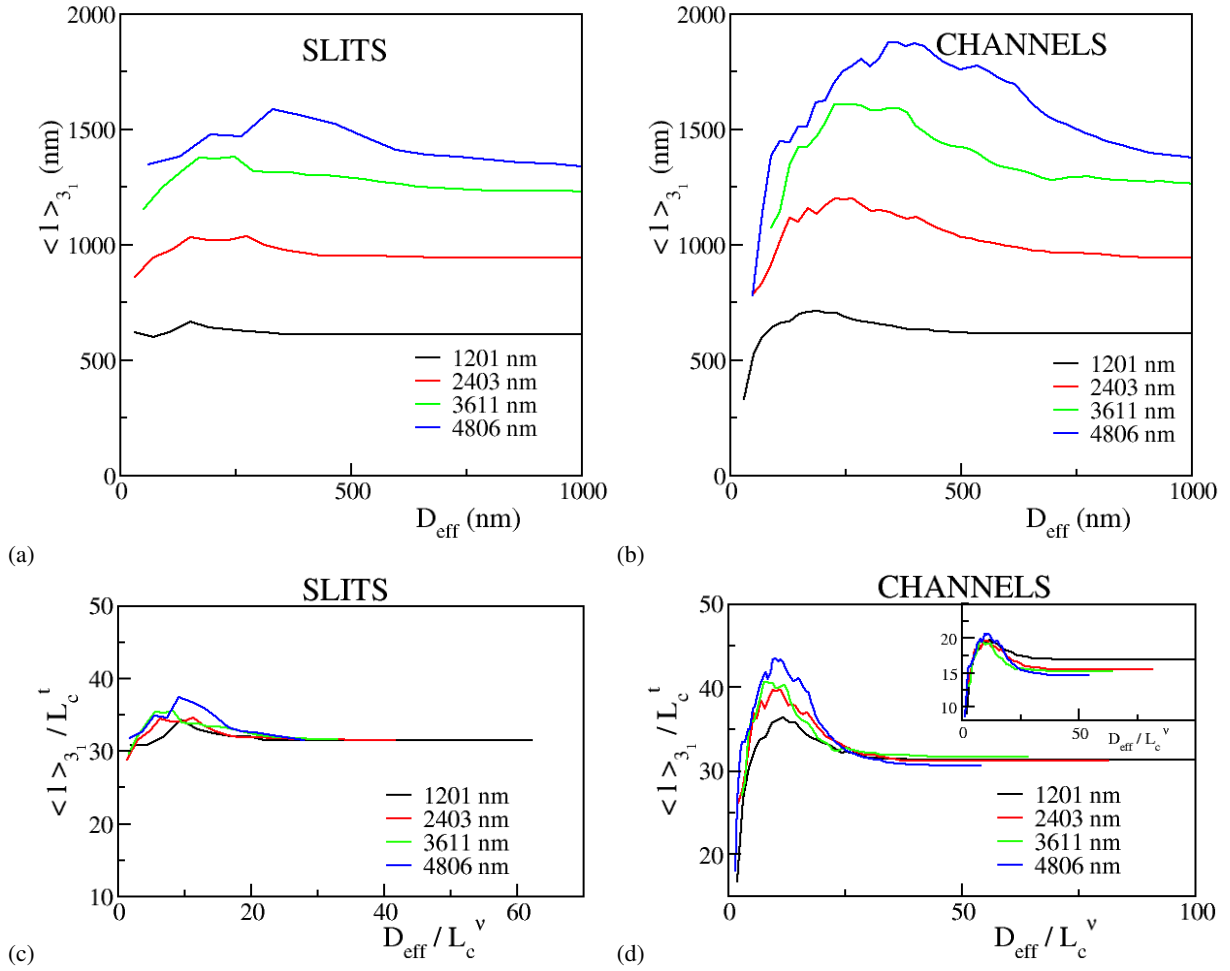 SLITS
2000
1500
1000
500
0
< l >₃₁ (nm)
1201 nm
2403 nm
3611 nm
4806 nm
0 500 1000
D_eff (nm)
(a)
CHANNELS
2000
1500
1000
500
0
< l >₃₁ (nm)
1201 nm
2403 nm
3611 nm
4806 nm
0 500 1000
D_eff (nm)
(b)
SLITS
50
40
30
20
10
< l >₃₁ / L_c^t
1201 nm
2403 nm
3611 nm
4806 nm
0 20 40 60
D_eff / L_c^ν
(c)
CHANNELS
50
40
30
20
< l >₃₁ / L_c^t
20
15
10
0 50
D_eff / L_c^ν
1201 nm
2403 nm
3611 nm
4806 nm
0 50 100
D_eff / L_c^ν
(d)